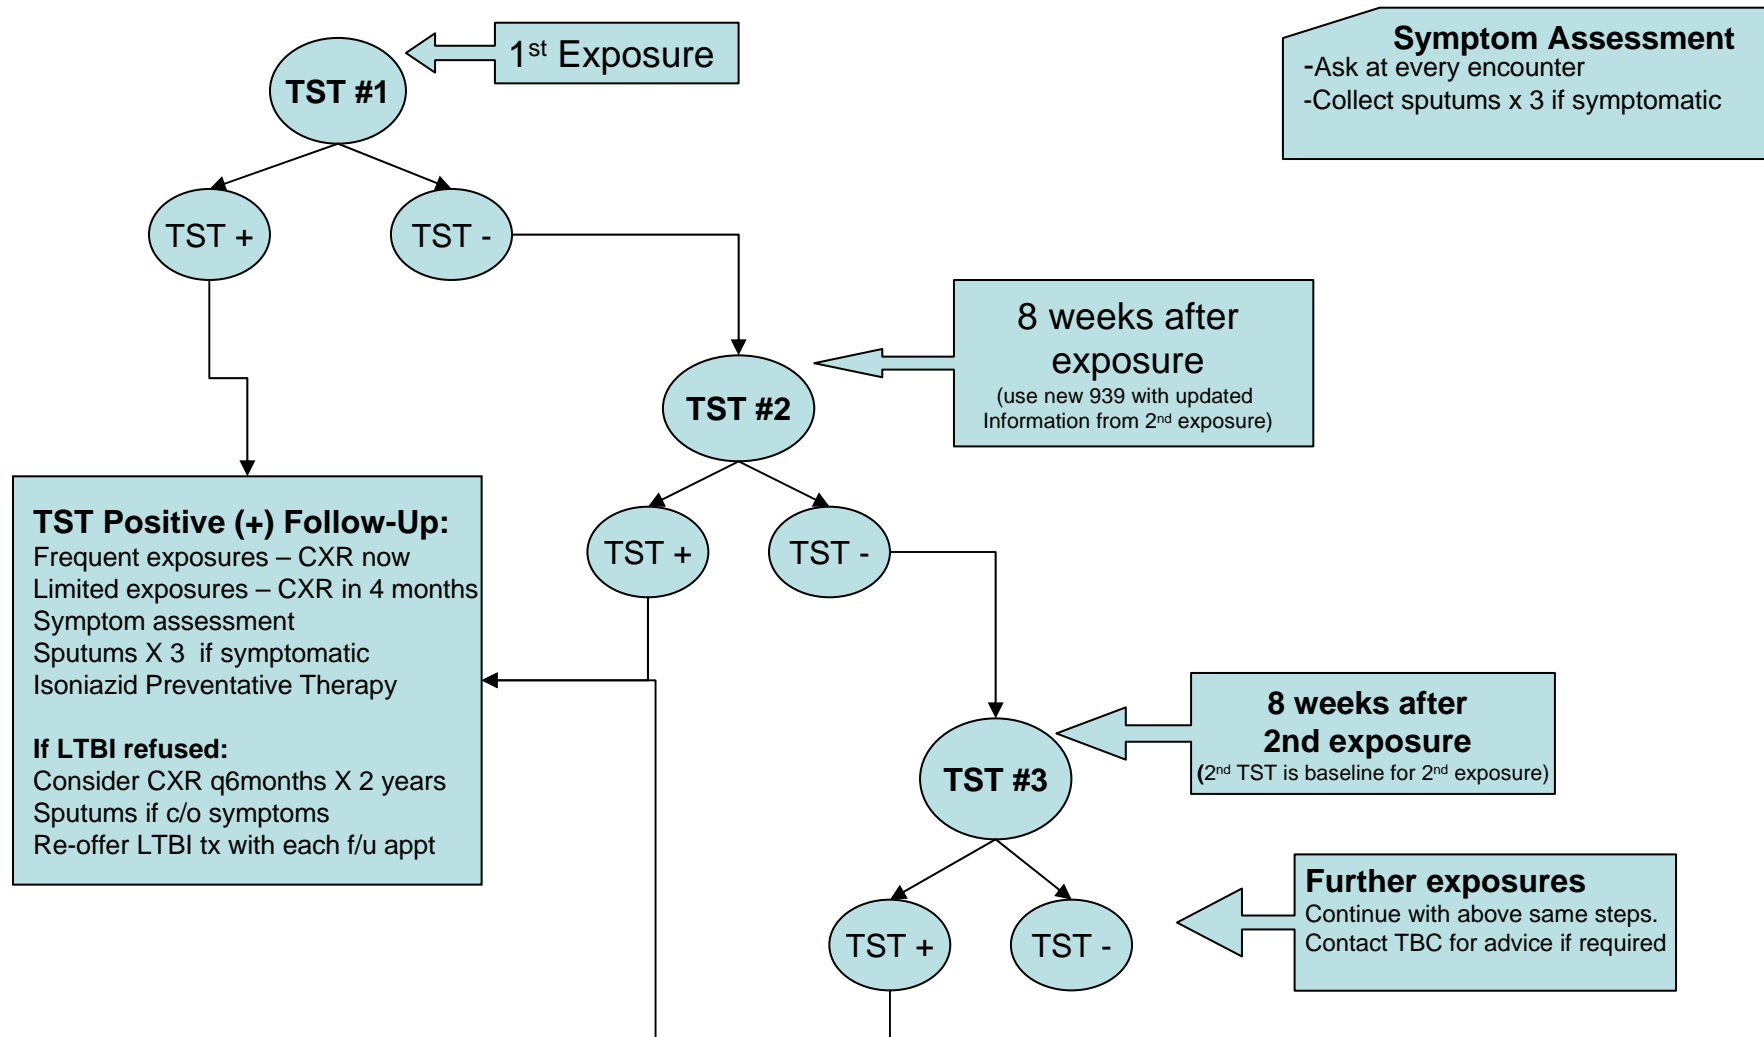 1st Exposure
TST #1
Symptom Assessment
-Ask at every encounter
-Collect sputums x 3 if symptomatic
TST +
TST -
8 weeks after
exposure
(use new 939 with updated
Information from 2nd exposure)
TST #2
TST Positive (+) Follow-Up:
Frequent exposures – CXR now
Limited exposures – CXR in 4 months
Symptom assessment
Sputums X 3 if symptomatic
Isoniazid Preventative Therapy
If LTBI refused:
Consider CXR q6months X 2 years
Sputums if c/o symptoms
Re-offer LTBI tx with each f/u appt
TST +
TST -
8 weeks after
2nd exposure
(2nd TST is baseline for 2nd exposure)
TST #3
Further exposures
Continue with above same steps.
Contact TBC for advice if required
TST +
TST -